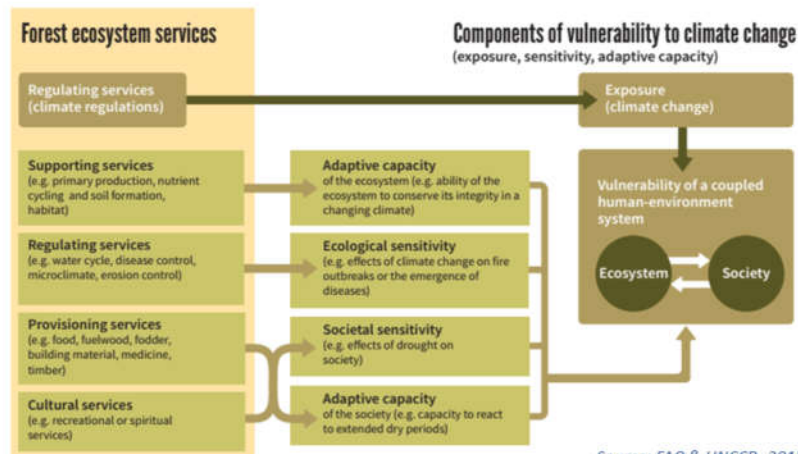 Forest ecosystem services
Components of vulnerability to climate change
(exposure, sensitivity, adaptive capacity)
Regulating services
(climate regulations)
Exposure
(climate change)
Supporting services
(e.g. primary production, nutrient
cycling and soil formation,
habitat)
Adaptive capacity
of the ecosystem (e.g. ability of the
ecosystem to conserve its integrity in a
changing climate)
Vulnerability of a coupled
human-environment
system
Ecosystem
Society
Regulating services
(e.g. water cycle, disease control,
microclimate, erosion control)
Ecological sensitivity
(e.g. effects of climate change on fire
outbreaks or the emergence of
diseases)
Provisioning services
(e.g. food, fuelwood, fodder,
building material, medicine,
timber)
Societal sensitivity
(e.g. effects of drought on
society)
Cultural services
(e.g. recreational or spiritual
services)
Adaptive capacity
of the society (e.g. capacity to react
to extended dry periods)